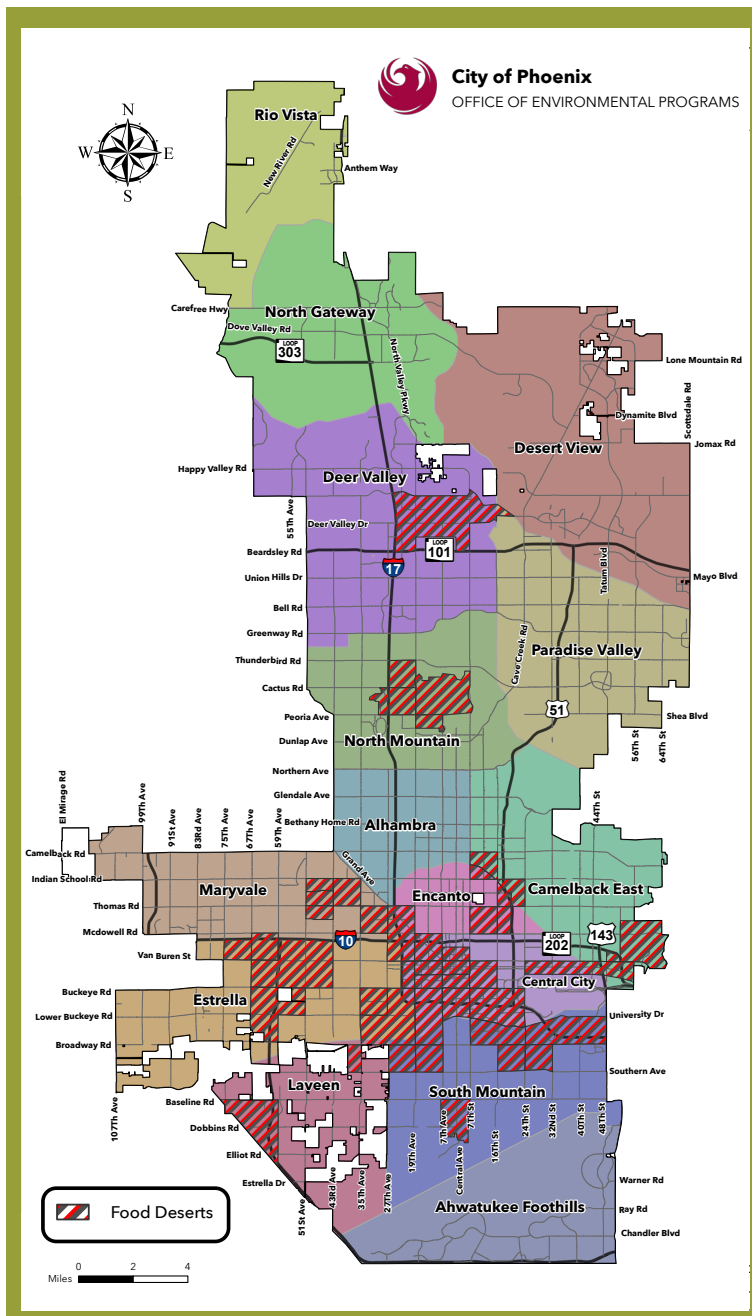 City of Phoenix
OFFICE OF ENVIRONMENTAL PROGRAMS
N
W E
S
Rio Vista
New River Rd
Anthem Way
Carefree Hwy
North Gateway
Dove Valley Rd
LOOP
303
North Valley Pkwy
Lone Mountain Rd
Scottsdale Rd
Dynamite Blvd
Jomax Rd
Desert View
Happy Valley Rd
Deer Valley
55Th Ave
Deer Valley Dr
Beardsley Rd
LOOP
101
17
Union Hills Dr
Tatum Blvd
Mayo Blvd
Bell Rd
Greenway Rd
Cave Creek Rd
Paradise Valley
Thunderbird Rd
Cactus Rd
Peoria Ave
51
Shea Blvd
Dunlap Ave
North Mountain
56Th St
64Th St
Northern Ave
Glendale Ave
El Mirage Rd
99Th Ave
91St Ave
83Rd Ave
75Th Ave
67Th Ave
59Th Ave
Bethany Home Rd
Alhambra
44Th St
Camelback Rd
Grand Ave
Indian School Rd
Maryvale
Encanto
Camelback East
Thomas Rd
Mcdowell Rd
10
LOOP
202
143
Van Buren St
Central City
Buckeye Rd
Estrella
Lower Buckeye Rd
University Dr
Broadway Rd
Southern Ave
Laveen
South Mountain
107Th Ave
Baseline Rd
Dobbins Rd
Elliot Rd
Estrella Dr
51St Ave
43Rd Ave
35Th Ave
27Th Ave
19Th Ave
7Th Ave
Central Ave
7Th St
16Th St
24Th St
32Nd St
40Th St
48Th St
Warner Rd
Ahwatukee Foothills
Ray Rd
Chandler Blvd
Food Deserts
0 2 4
Miles